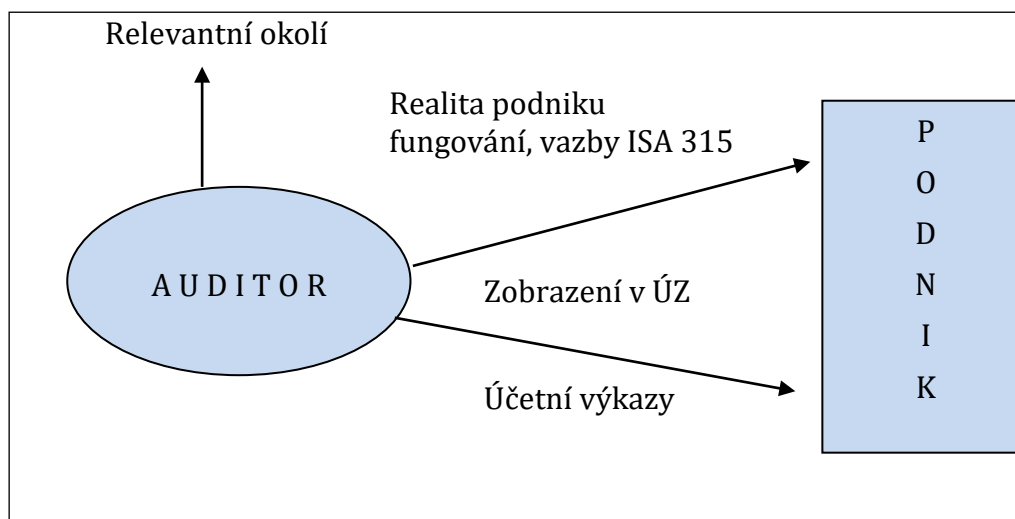 Relevantní okolí
Realita podniku
fungování, vazby ISA 315
A U D I T O R
Zobrazení v ÚZ
Účetní výkazy
P
O
D
N
I
K